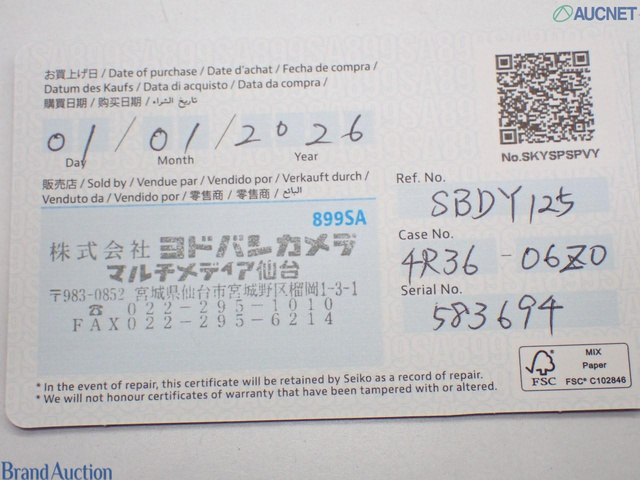 AUCNET
お買上げ日 / Date of purchase / Date d'achat / Fecha de compra /
Datum des Kaufs / Data di acquisto / Data da compra /
購買日期 / 购买日期 / تاريخ الشراء
01 / 01 / 2026
Day Month Year
No.SKYSPSPVY
販売店 / Sold by / Vendue par / Vendido por / Verkauft durch /
Venduto da / Vendido por / 零售商 / 零售商 / البائع
899SA
株式会社 ヨドバシカメラ
マルチメディア仙台
〒983-0852 宮城県仙台市宮城野区榴岡1-3-1
☎ 022-295-1010
FAX022-295-6214
Ref. No.
SBDY125
Case No.
4R36-06Z0
Serial No.
583694
* In the event of repair, this certificate will be retained by Seiko as a record of repair.
* We will not honour certificates of warranty that have been tampered with or altered.
FSC
MIX
Paper
FSC® C102846
Brand Auction